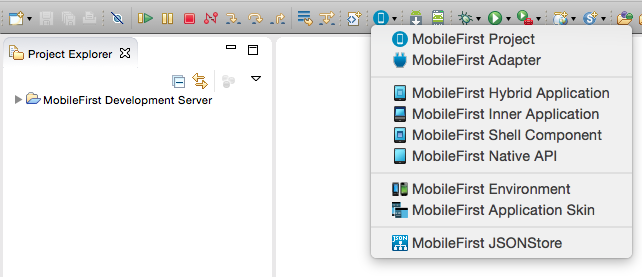 Project Explorer
MobileFirst Development Server
MobileFirst Project
MobileFirst Adapter
MobileFirst Hybrid Application
MobileFirst Inner Application
MobileFirst Shell Component
MobileFirst Native API
MobileFirst Environment
MobileFirst Application Skin
JSON
MobileFirst JSONStore